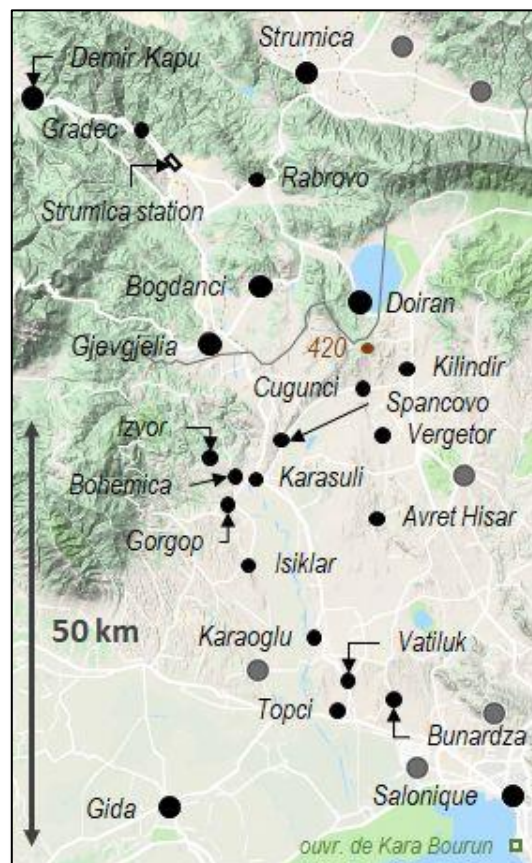 Strumica
Demir Kapu
Gradec
Rabrovo
Strumica station
Bogdanci
Doiran
Gjevgjelia
420
Kilindir
Cugunci
Spancovo
Izvor
Vergetor
Bohemica
Karasuli
Gorgop
Avret Hisar
Isiklar
50 km
Karaoglu
Vatiluk
Topci
Bunardza
Salonique
Gida
ouvr. de Kara Bourun